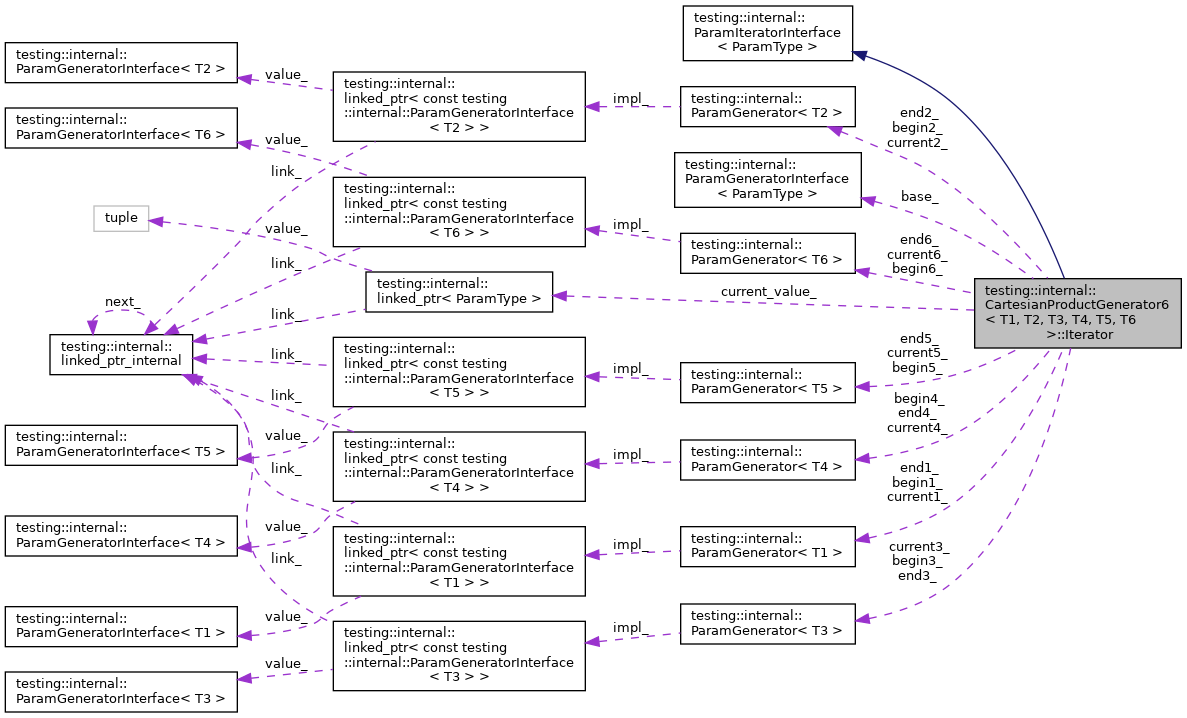 testing::internal::
ParamIteratorInterface
< ParamType >
testing::internal::
ParamGeneratorInterface< T2 >
value_
testing::internal::
linked_ptr< const testing
::internal::ParamGeneratorInterface
< T2 > >
impl_
testing::internal::
ParamGenerator< T2 >
end2_
begin2_
current2_
testing::internal::
ParamGeneratorInterface< T6 >
value_
link_
testing::internal::
ParamGeneratorInterface
< ParamType >
base_
testing::internal::
linked_ptr< const testing
::internal::ParamGeneratorInterface
< T6 > >
impl_
testing::internal::
ParamGenerator< T6 >
end6_
current6_
begin6_
tuple
value_
link_
testing::internal::
linked_ptr< ParamType >
current_value_
testing::internal::
CartesianProductGenerator6
< T1, T2, T3, T4, T5, T6
>::Iterator
next_
link_
testing::internal::
linked_ptr_internal
link_
testing::internal::
linked_ptr< const testing
::internal::ParamGeneratorInterface
< T5 > >
impl_
testing::internal::
ParamGenerator< T5 >
end5_
current5_
begin5_
link_
testing::internal::
ParamGeneratorInterface< T5 >
value_
testing::internal::
linked_ptr< const testing
::internal::ParamGeneratorInterface
< T4 > >
impl_
testing::internal::
ParamGenerator< T4 >
begin4_
end4_
current4_
link_
testing::internal::
ParamGeneratorInterface< T4 >
value_
testing::internal::
linked_ptr< const testing
::internal::ParamGeneratorInterface
< T1 > >
impl_
testing::internal::
ParamGenerator< T1 >
end1_
begin1_
current1_
link_
testing::internal::
ParamGeneratorInterface< T1 >
value_
testing::internal::
linked_ptr< const testing
::internal::ParamGeneratorInterface
< T3 > >
impl_
testing::internal::
ParamGenerator< T3 >
current3_
begin3_
end3_
value_
testing::internal::
ParamGeneratorInterface< T3 >